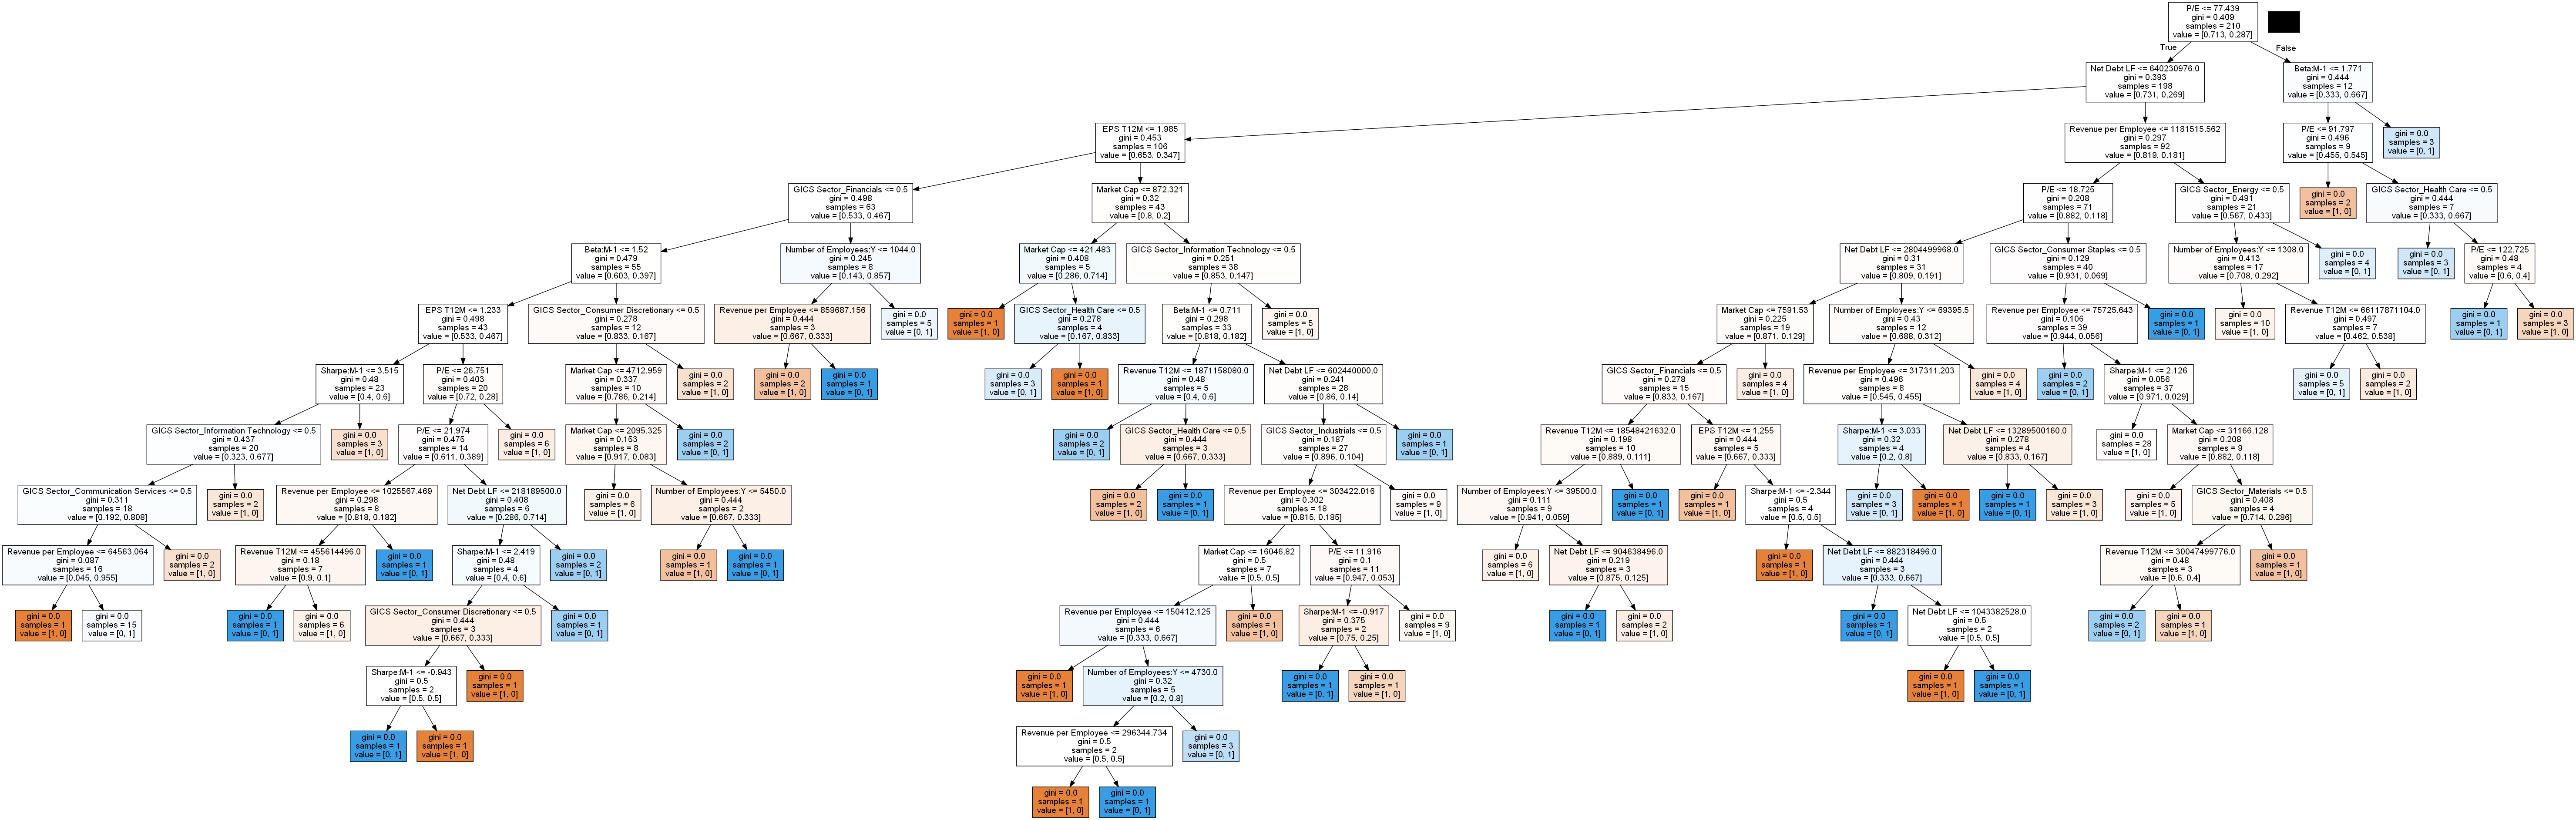 P/E <= 77.439
gini = 0.409
samples = 210
value = [0.713, 0.287]
True
False
Net Debt LF <= 640230976.0
gini = 0.393
samples = 198
value = [0.731, 0.269]
Beta:M-1 <= 1.771
gini = 0.444
samples = 12
value = [0.333, 0.667]
EPS T12M <= 1.985
gini = 0.453
samples = 106
value = [0.653, 0.347]
Revenue per Employee <= 1181515.562
gini = 0.297
samples = 92
value = [0.819, 0.181]
P/E <= 91.797
gini = 0.496
samples = 9
value = [0.455, 0.545]
gini = 0.0
samples = 3
value = [0, 1]
GICS Sector_Financials <= 0.5
gini = 0.498
samples = 63
value = [0.533, 0.467]
Market Cap <= 872.321
gini = 0.32
samples = 43
value = [0.8, 0.2]
P/E <= 18.725
gini = 0.208
samples = 71
value = [0.882, 0.118]
GICS Sector_Energy <= 0.5
gini = 0.491
samples = 21
value = [0.567, 0.433]
gini = 0.0
samples = 2
value = [1, 0]
GICS Sector_Health Care <= 0.5
gini = 0.444
samples = 7
value = [0.333, 0.667]
Beta:M-1 <= 1.52
gini = 0.479
samples = 55
value = [0.603, 0.397]
Number of Employees:Y <= 1044.0
gini = 0.245
samples = 8
value = [0.143, 0.857]
Market Cap <= 421.483
gini = 0.408
samples = 5
value = [0.286, 0.714]
GICS Sector_Information Technology <= 0.5
gini = 0.251
samples = 38
value = [0.853, 0.147]
Net Debt LF <= 2804499968.0
gini = 0.31
samples = 31
value = [0.809, 0.191]
GICS Sector_Consumer Staples <= 0.5
gini = 0.129
samples = 40
value = [0.931, 0.069]
Number of Employees:Y <= 1308.0
gini = 0.413
samples = 17
value = [0.708, 0.292]
gini = 0.0
samples = 4
value = [0, 1]
gini = 0.0
samples = 3
value = [0, 1]
P/E <= 122.725
gini = 0.48
samples = 4
value = [0.6, 0.4]
EPS T12M <= 1.233
gini = 0.498
samples = 43
value = [0.533, 0.467]
GICS Sector_Consumer Discretionary <= 0.5
gini = 0.278
samples = 12
value = [0.833, 0.167]
Revenue per Employee <= 859687.156
gini = 0.444
samples = 3
value = [0.667, 0.333]
gini = 0.0
samples = 5
value = [0, 1]
gini = 0.0
samples = 1
value = [1, 0]
GICS Sector_Health Care <= 0.5
gini = 0.278
samples = 4
value = [0.167, 0.833]
Beta:M-1 <= 0.711
gini = 0.298
samples = 33
value = [0.818, 0.182]
gini = 0.0
samples = 5
value = [1, 0]
Market Cap <= 7591.53
gini = 0.225
samples = 19
value = [0.871, 0.129]
Number of Employees:Y <= 69395.5
gini = 0.43
samples = 12
value = [0.688, 0.312]
Revenue per Employee <= 75725.643
gini = 0.106
samples = 39
value = [0.944, 0.056]
gini = 0.0
samples = 1
value = [0, 1]
gini = 0.0
samples = 10
value = [1, 0]
Revenue T12M <= 66117871104.0
gini = 0.497
samples = 7
value = [0.462, 0.538]
gini = 0.0
samples = 1
value = [0, 1]
gini = 0.0
samples = 3
value = [1, 0]
Sharpe:M-1 <= 3.515
gini = 0.48
samples = 23
value = [0.4, 0.6]
P/E <= 26.751
gini = 0.403
samples = 20
value = [0.72, 0.28]
Market Cap <= 4712.959
gini = 0.337
samples = 10
value = [0.786, 0.214]
gini = 0.0
samples = 2
value = [1, 0]
gini = 0.0
samples = 2
value = [1, 0]
gini = 0.0
samples = 1
value = [0, 1]
gini = 0.0
samples = 3
value = [0, 1]
gini = 0.0
samples = 1
value = [1, 0]
Revenue T12M <= 1871158080.0
gini = 0.48
samples = 5
value = [0.4, 0.6]
Net Debt LF <= 602440000.0
gini = 0.241
samples = 28
value = [0.86, 0.14]
GICS Sector_Financials <= 0.5
gini = 0.278
samples = 15
value = [0.833, 0.167]
gini = 0.0
samples = 4
value = [1, 0]
Revenue per Employee <= 317311.203
gini = 0.496
samples = 8
value = [0.545, 0.455]
gini = 0.0
samples = 4
value = [1, 0]
gini = 0.0
samples = 2
value = [0, 1]
Sharpe:M-1 <= 2.126
gini = 0.056
samples = 37
value = [0.971, 0.029]
gini = 0.0
samples = 5
value = [0, 1]
gini = 0.0
samples = 2
value = [1, 0]
GICS Sector_Information Technology <= 0.5
gini = 0.437
samples = 20
value = [0.323, 0.677]
gini = 0.0
samples = 3
value = [1, 0]
P/E <= 21.974
gini = 0.475
samples = 14
value = [0.611, 0.389]
gini = 0.0
samples = 6
value = [1, 0]
Market Cap <= 2095.325
gini = 0.153
samples = 8
value = [0.917, 0.083]
gini = 0.0
samples = 2
value = [0, 1]
gini = 0.0
samples = 2
value = [0, 1]
GICS Sector_Health Care <= 0.5
gini = 0.444
samples = 3
value = [0.667, 0.333]
GICS Sector_Industrials <= 0.5
gini = 0.187
samples = 27
value = [0.896, 0.104]
gini = 0.0
samples = 1
value = [0, 1]
Revenue T12M <= 18548421632.0
gini = 0.198
samples = 10
value = [0.889, 0.111]
EPS T12M <= 1.255
gini = 0.444
samples = 5
value = [0.667, 0.333]
Sharpe:M-1 <= 3.033
gini = 0.32
samples = 4
value = [0.2, 0.8]
Net Debt LF <= 13289500160.0
gini = 0.278
samples = 4
value = [0.833, 0.167]
gini = 0.0
samples = 28
value = [1, 0]
Market Cap <= 31166.128
gini = 0.208
samples = 9
value = [0.882, 0.118]
GICS Sector_Communication Services <= 0.5
gini = 0.311
samples = 18
value = [0.192, 0.808]
gini = 0.0
samples = 2
value = [1, 0]
Revenue per Employee <= 1025567.469
gini = 0.298
samples = 8
value = [0.818, 0.182]
Net Debt LF <= 218189500.0
gini = 0.408
samples = 6
value = [0.286, 0.714]
gini = 0.0
samples = 6
value = [1, 0]
Number of Employees:Y <= 5450.0
gini = 0.444
samples = 2
value = [0.667, 0.333]
gini = 0.0
samples = 2
value = [1, 0]
gini = 0.0
samples = 1
value = [0, 1]
Revenue per Employee <= 303422.016
gini = 0.302
samples = 18
value = [0.815, 0.185]
gini = 0.0
samples = 9
value = [1, 0]
Number of Employees:Y <= 39500.0
gini = 0.111
samples = 9
value = [0.941, 0.059]
gini = 0.0
samples = 1
value = [0, 1]
gini = 0.0
samples = 1
value = [1, 0]
Sharpe:M-1 <= -2.344
gini = 0.5
samples = 4
value = [0.5, 0.5]
gini = 0.0
samples = 3
value = [0, 1]
gini = 0.0
samples = 1
value = [1, 0]
gini = 0.0
samples = 1
value = [0, 1]
gini = 0.0
samples = 3
value = [1, 0]
gini = 0.0
samples = 5
value = [1, 0]
GICS Sector_Materials <= 0.5
gini = 0.408
samples = 4
value = [0.714, 0.286]
Revenue per Employee <= 64563.064
gini = 0.087
samples = 16
value = [0.045, 0.955]
gini = 0.0
samples = 2
value = [1, 0]
Revenue T12M <= 455614496.0
gini = 0.18
samples = 7
value = [0.9, 0.1]
gini = 0.0
samples = 1
value = [0, 1]
Sharpe:M-1 <= 2.419
gini = 0.48
samples = 4
value = [0.4, 0.6]
gini = 0.0
samples = 2
value = [0, 1]
gini = 0.0
samples = 1
value = [1, 0]
gini = 0.0
samples = 1
value = [0, 1]
Market Cap <= 16046.82
gini = 0.5
samples = 7
value = [0.5, 0.5]
P/E <= 11.916
gini = 0.1
samples = 11
value = [0.947, 0.053]
gini = 0.0
samples = 6
value = [1, 0]
Net Debt LF <= 904638496.0
gini = 0.219
samples = 3
value = [0.875, 0.125]
gini = 0.0
samples = 1
value = [1, 0]
Net Debt LF <= 882318496.0
gini = 0.444
samples = 3
value = [0.333, 0.667]
Revenue T12M <= 30047499776.0
gini = 0.48
samples = 3
value = [0.6, 0.4]
gini = 0.0
samples = 1
value = [1, 0]
gini = 0.0
samples = 1
value = [1, 0]
gini = 0.0
samples = 15
value = [0, 1]
gini = 0.0
samples = 1
value = [0, 1]
gini = 0.0
samples = 6
value = [1, 0]
GICS Sector_Consumer Discretionary <= 0.5
gini = 0.444
samples = 3
value = [0.667, 0.333]
gini = 0.0
samples = 1
value = [0, 1]
Revenue per Employee <= 150412.125
gini = 0.444
samples = 6
value = [0.333, 0.667]
gini = 0.0
samples = 1
value = [1, 0]
Sharpe:M-1 <= -0.917
gini = 0.375
samples = 2
value = [0.75, 0.25]
gini = 0.0
samples = 9
value = [1, 0]
gini = 0.0
samples = 1
value = [0, 1]
gini = 0.0
samples = 2
value = [1, 0]
gini = 0.0
samples = 1
value = [0, 1]
Net Debt LF <= 1043382528.0
gini = 0.5
samples = 2
value = [0.5, 0.5]
gini = 0.0
samples = 2
value = [0, 1]
gini = 0.0
samples = 1
value = [1, 0]
Sharpe:M-1 <= -0.943
gini = 0.5
samples = 2
value = [0.5, 0.5]
gini = 0.0
samples = 1
value = [1, 0]
gini = 0.0
samples = 1
value = [1, 0]
Number of Employees:Y <= 4730.0
gini = 0.32
samples = 5
value = [0.2, 0.8]
gini = 0.0
samples = 1
value = [0, 1]
gini = 0.0
samples = 1
value = [1, 0]
gini = 0.0
samples = 1
value = [1, 0]
gini = 0.0
samples = 1
value = [0, 1]
gini = 0.0
samples = 1
value = [0, 1]
gini = 0.0
samples = 1
value = [1, 0]
Revenue per Employee <= 296344.734
gini = 0.5
samples = 2
value = [0.5, 0.5]
gini = 0.0
samples = 3
value = [0, 1]
gini = 0.0
samples = 1
value = [1, 0]
gini = 0.0
samples = 1
value = [0, 1]